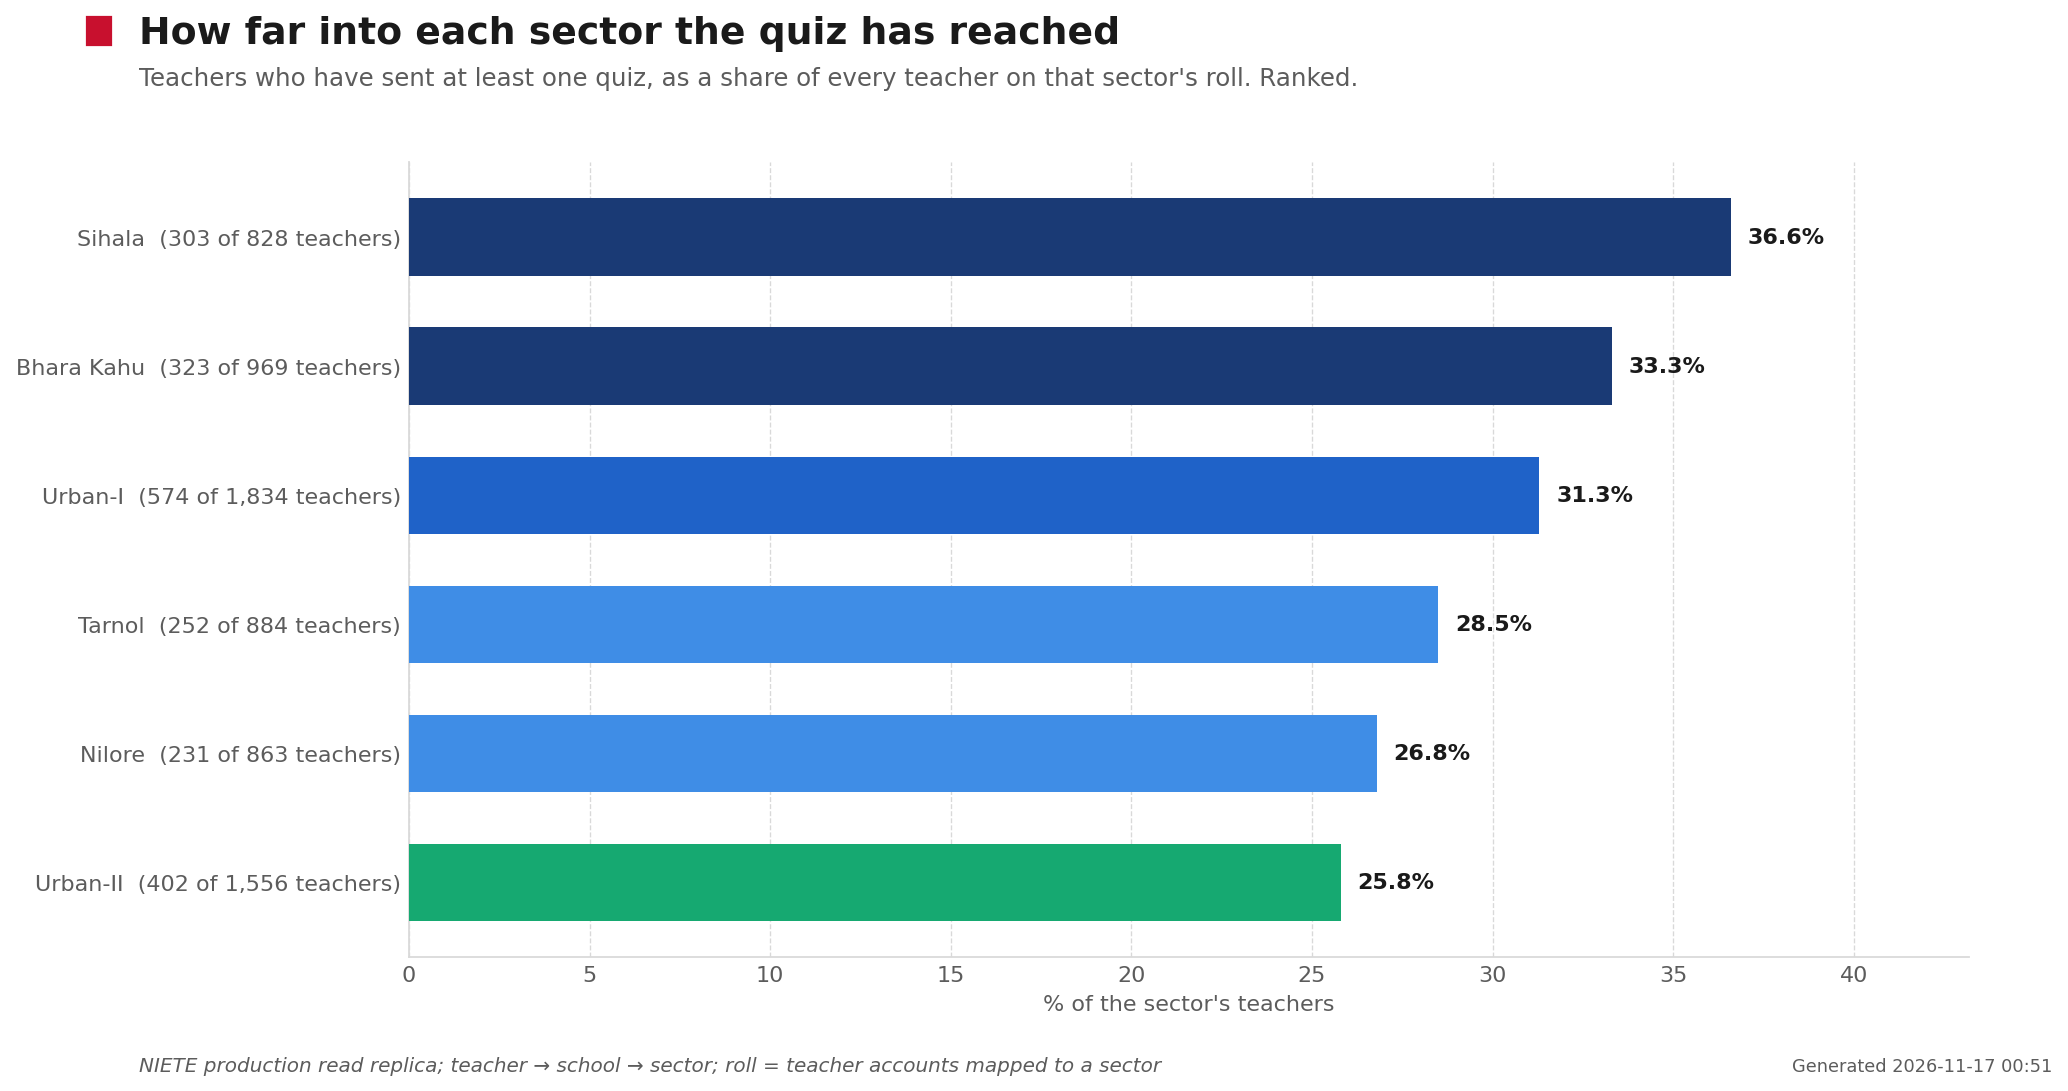 How far into each sector the quiz has reached
Teachers who have sent at least one quiz, as a share of every teacher on that sector's roll. Ranked.
Sihala (303 of 828 teachers) 36.6%
Bhara Kahu (323 of 969 teachers) 33.3%
Urban-I (574 of 1,834 teachers) 31.3%
Tarnol (252 of 884 teachers) 28.5%
Nilore (231 of 863 teachers) 26.8%
Urban-II (402 of 1,556 teachers) 25.8%
0 5 10 15 20 25 30 35 40
% of the sector's teachers
NIETE production read replica; teacher → school → sector; roll = teacher accounts mapped to a sector
Generated 2026-11-17 00:51